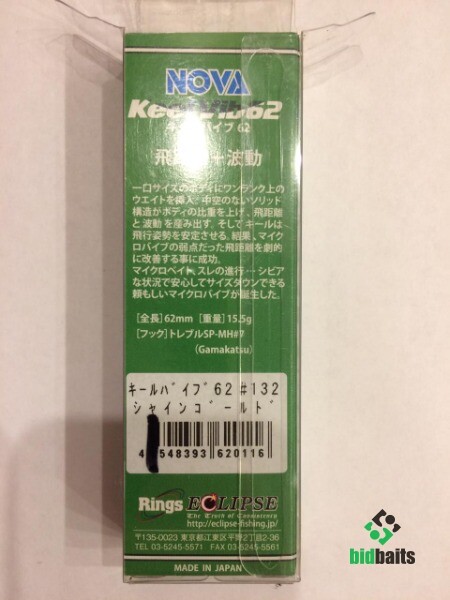 NOVA
KeelVib62
キールバイブ 62
飛距離+波動
一口サイズのボディにワンランク上の
ウエイトを挿入。中空のないソリッド
構造がボディの比重を上げ、飛距離
と波動を産み出す。そしてキールは
飛行姿勢を安定させる。結果、マイク
ロバイブの弱点だった飛距離を劇的
に改善する事に成功。
マイクロベイト、スレの進行…シビア
な状況で安心してサイズダウンできる
頼もしいマイクロバイブが誕生した。
[全長]62mm [重量]15.5g
[フック]トレブルSP-MH#7
(Gamakatsu)
キールバイブ62 #132
シャインゴールド
4 548393 620116
Rings ECLIPSE
The Truth of Consistency
http://eclipse-fishing.jp/
〒135-0023 東京都江東区平野2丁目2-36
TEL 03-5245-5571 FAX 03-5245-5561
MADE IN JAPAN
bidbaits